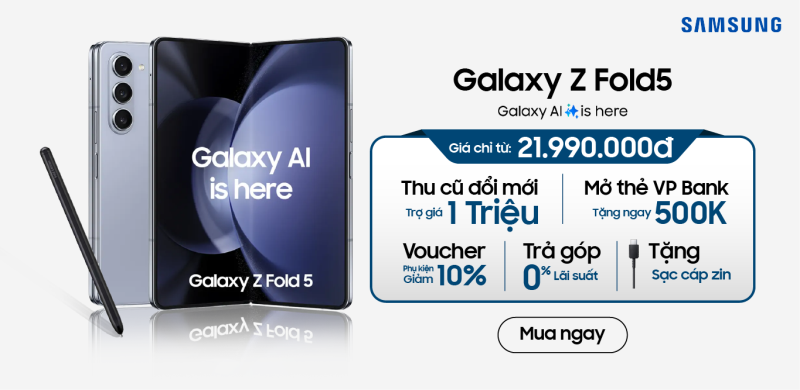 SAMSUNG
Galaxy AI
is here
Galaxy Z Fold 5
Galaxy Z Fold5
Galaxy AI is here
Giá chỉ từ: 21.990.000đ
Thu cũ đổi mới
Trợ giá 1 Triệu
Mở thẻ VP Bank
Tặng ngay 500K
Voucher
Phụ kiện
Giảm 10%
Trả góp
0% Lãi suất
Tặng
Sạc cáp zin
Mua ngay